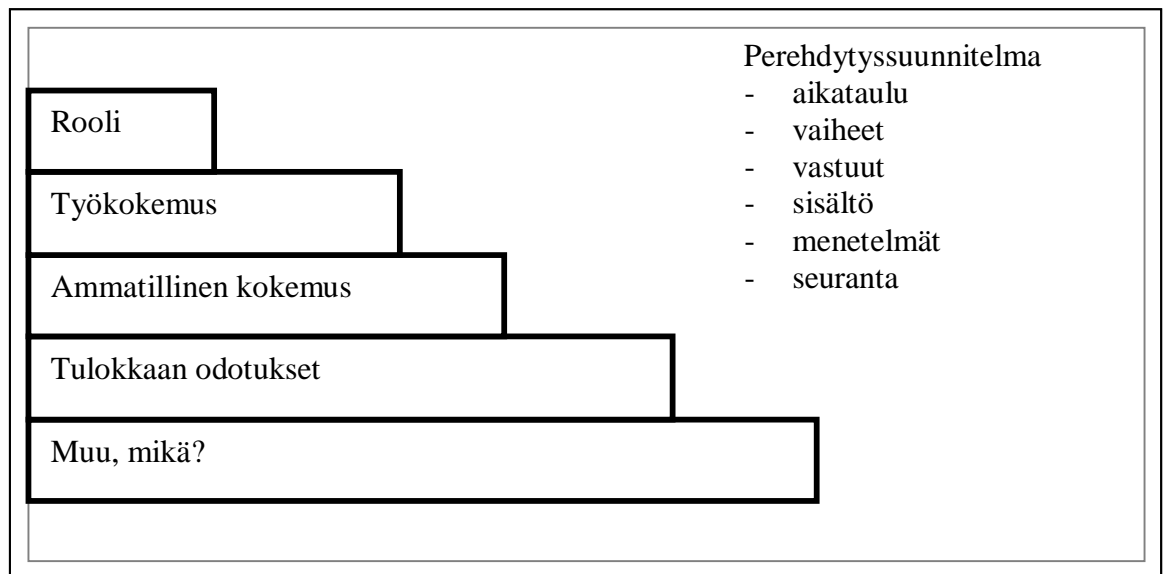 Perehdytyssuunnitelma
- aikataulu
- vaiheet
- vastuut
- sisältö
- menetelmät
- seuranta
Rooli
Työkokemus
Ammatillinen kokemus
Tulokkaan odotukset
Muu, mikä?